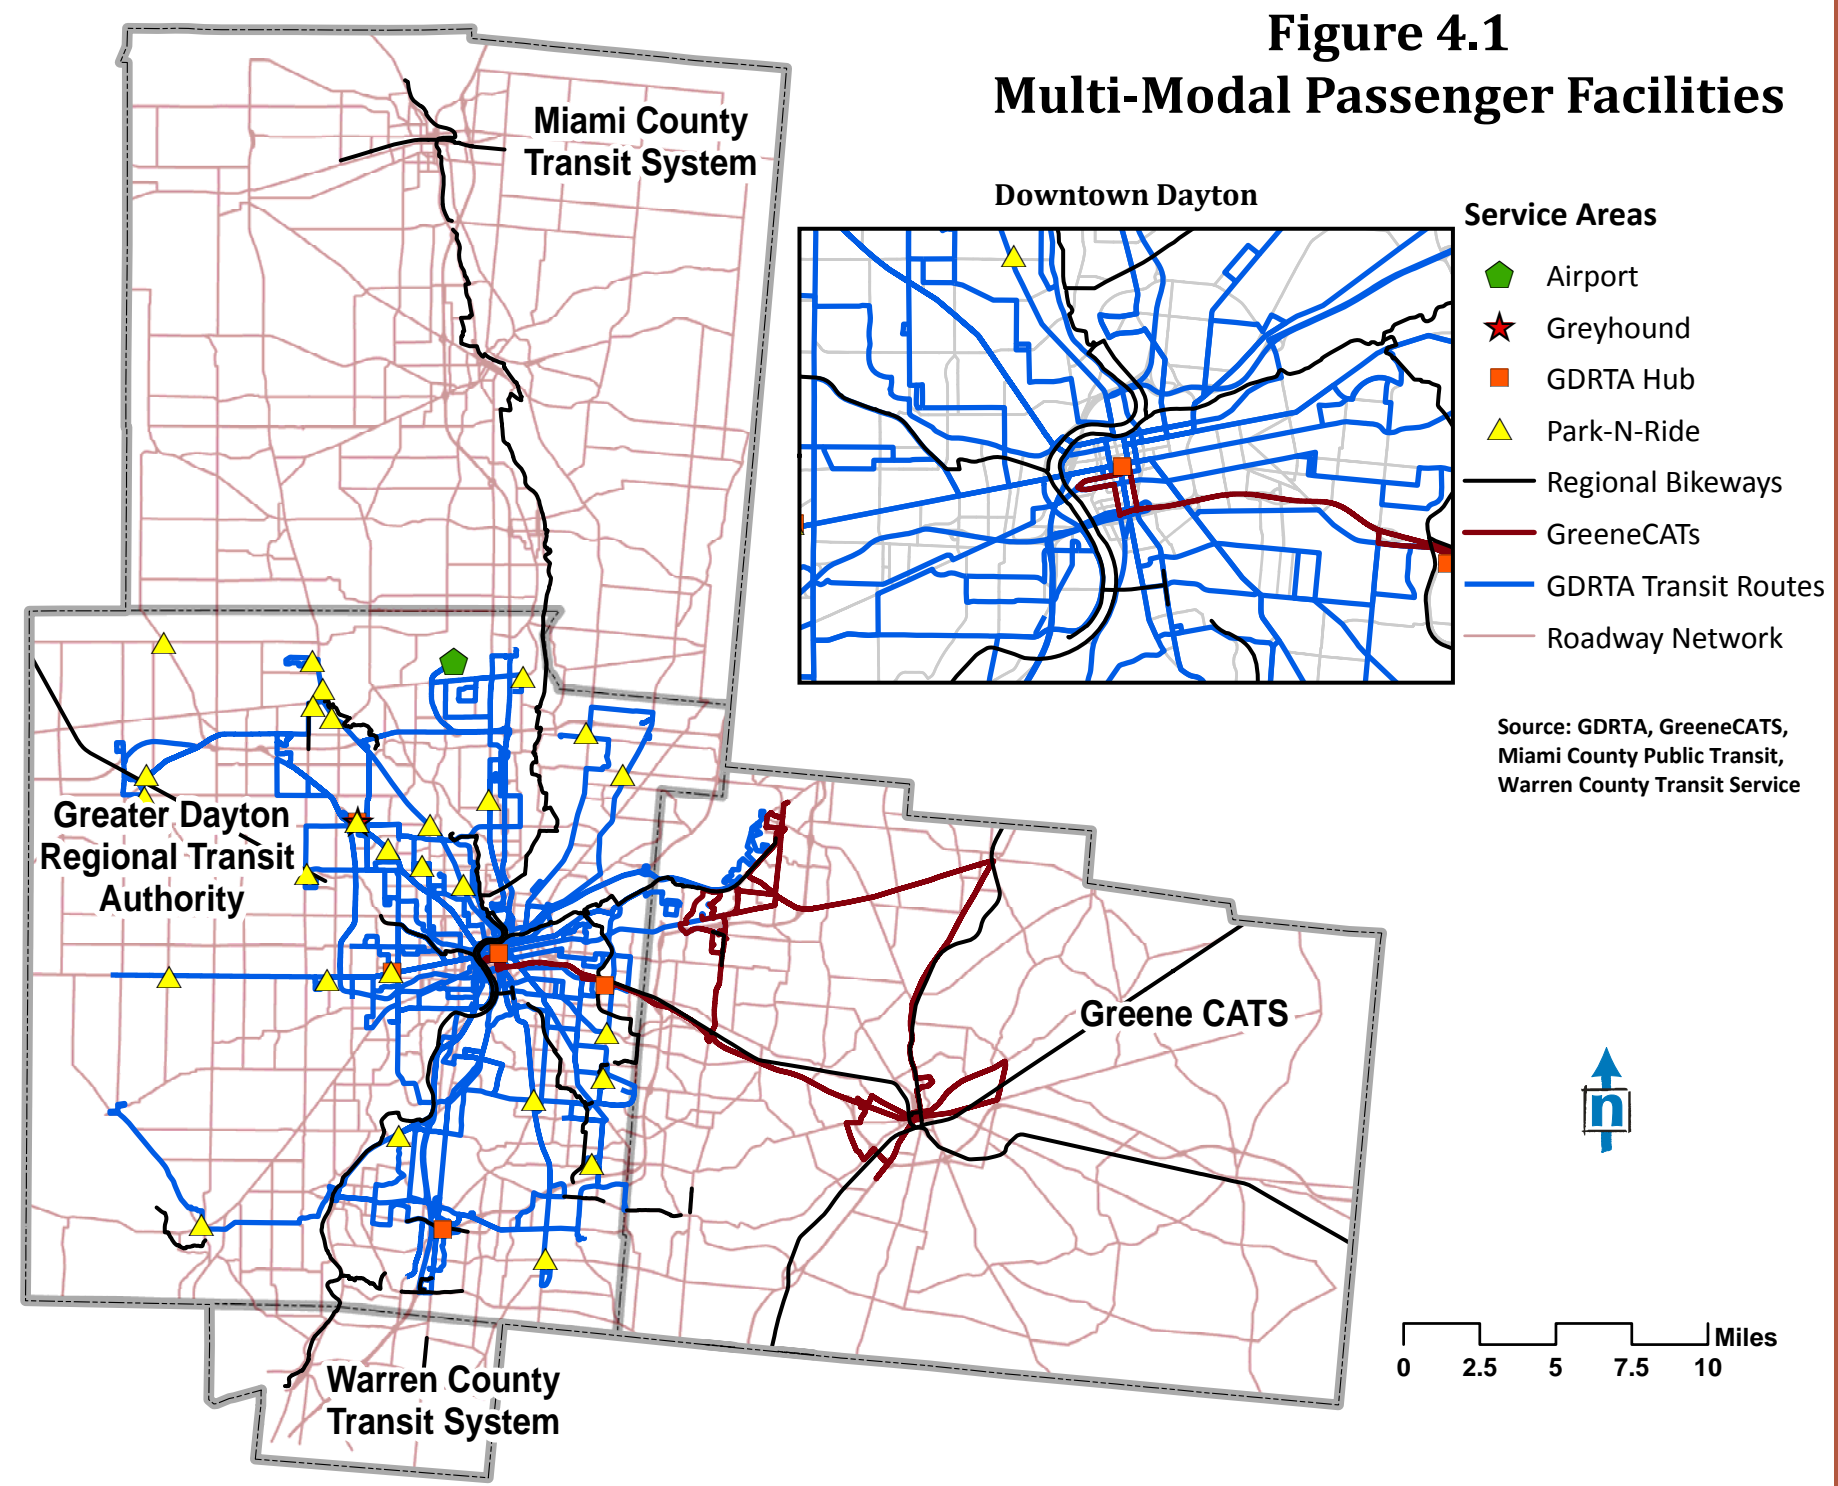 Figure 4.1
Multi-Modal Passenger Facilities
Miami County
Transit System
Downtown Dayton
Service Areas
Airport
Greyhound
GDRTA Hub
Park-N-Ride
Regional Bikeways
GreeneCATs
GDRTA Transit Routes
Roadway Network
Source: GDRTA, GreeneCATS,
Miami County Public Transit,
Warren County Transit Service
Greater Dayton
Regional Transit
Authority
Greene CATS
n
Miles
0 2.5 5 7.5 10
Warren County
Transit System